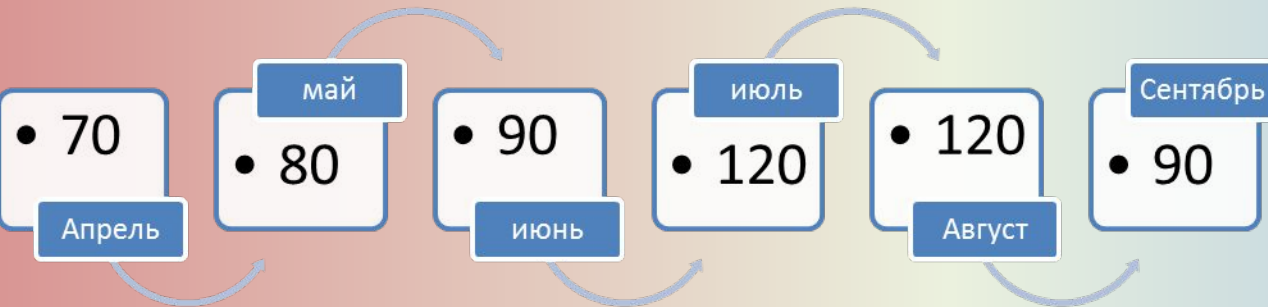 • 70
Апрель
май
• 80
• 90
июнь
июль
• 120
• 120
Август
Сентябрь
• 90